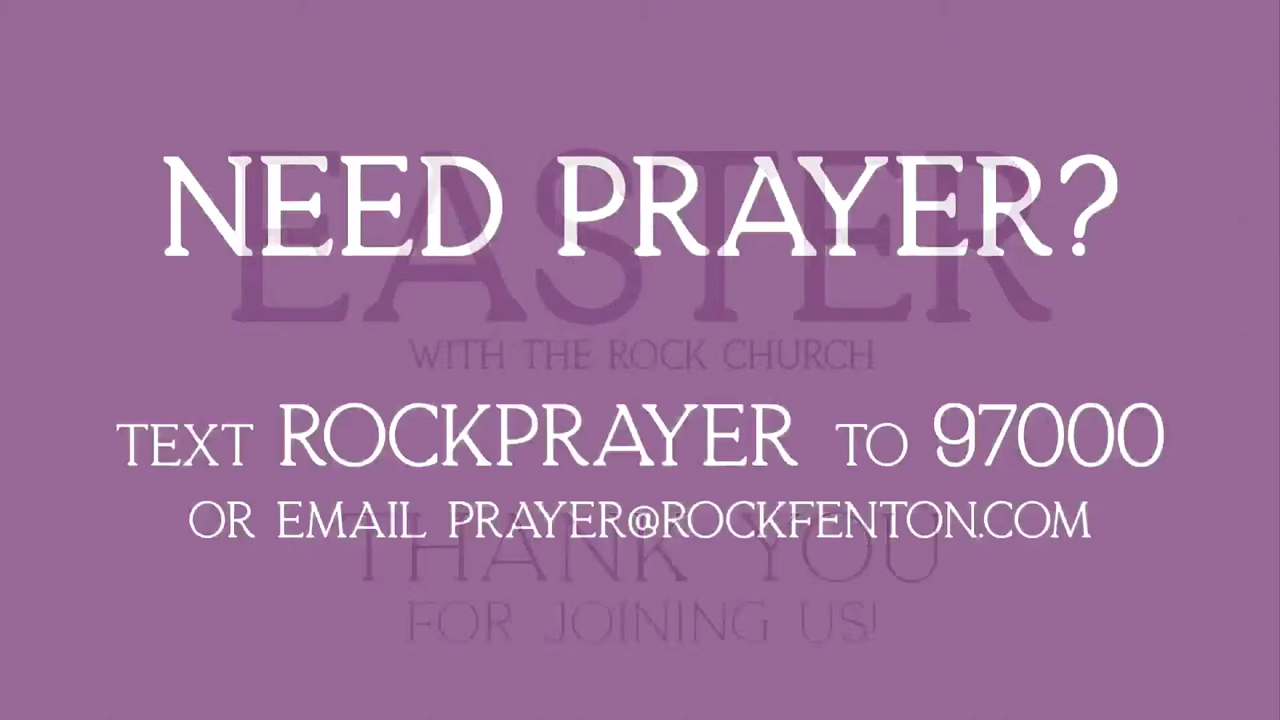 NEED PRAYER?
EASTER
WITH THE ROCK CHURCH
TEXT ROCKPRAYER TO 97000
OR EMAIL PRAYER@ROCKFENTON.COM
THANK YOU
FOR JOINING US!